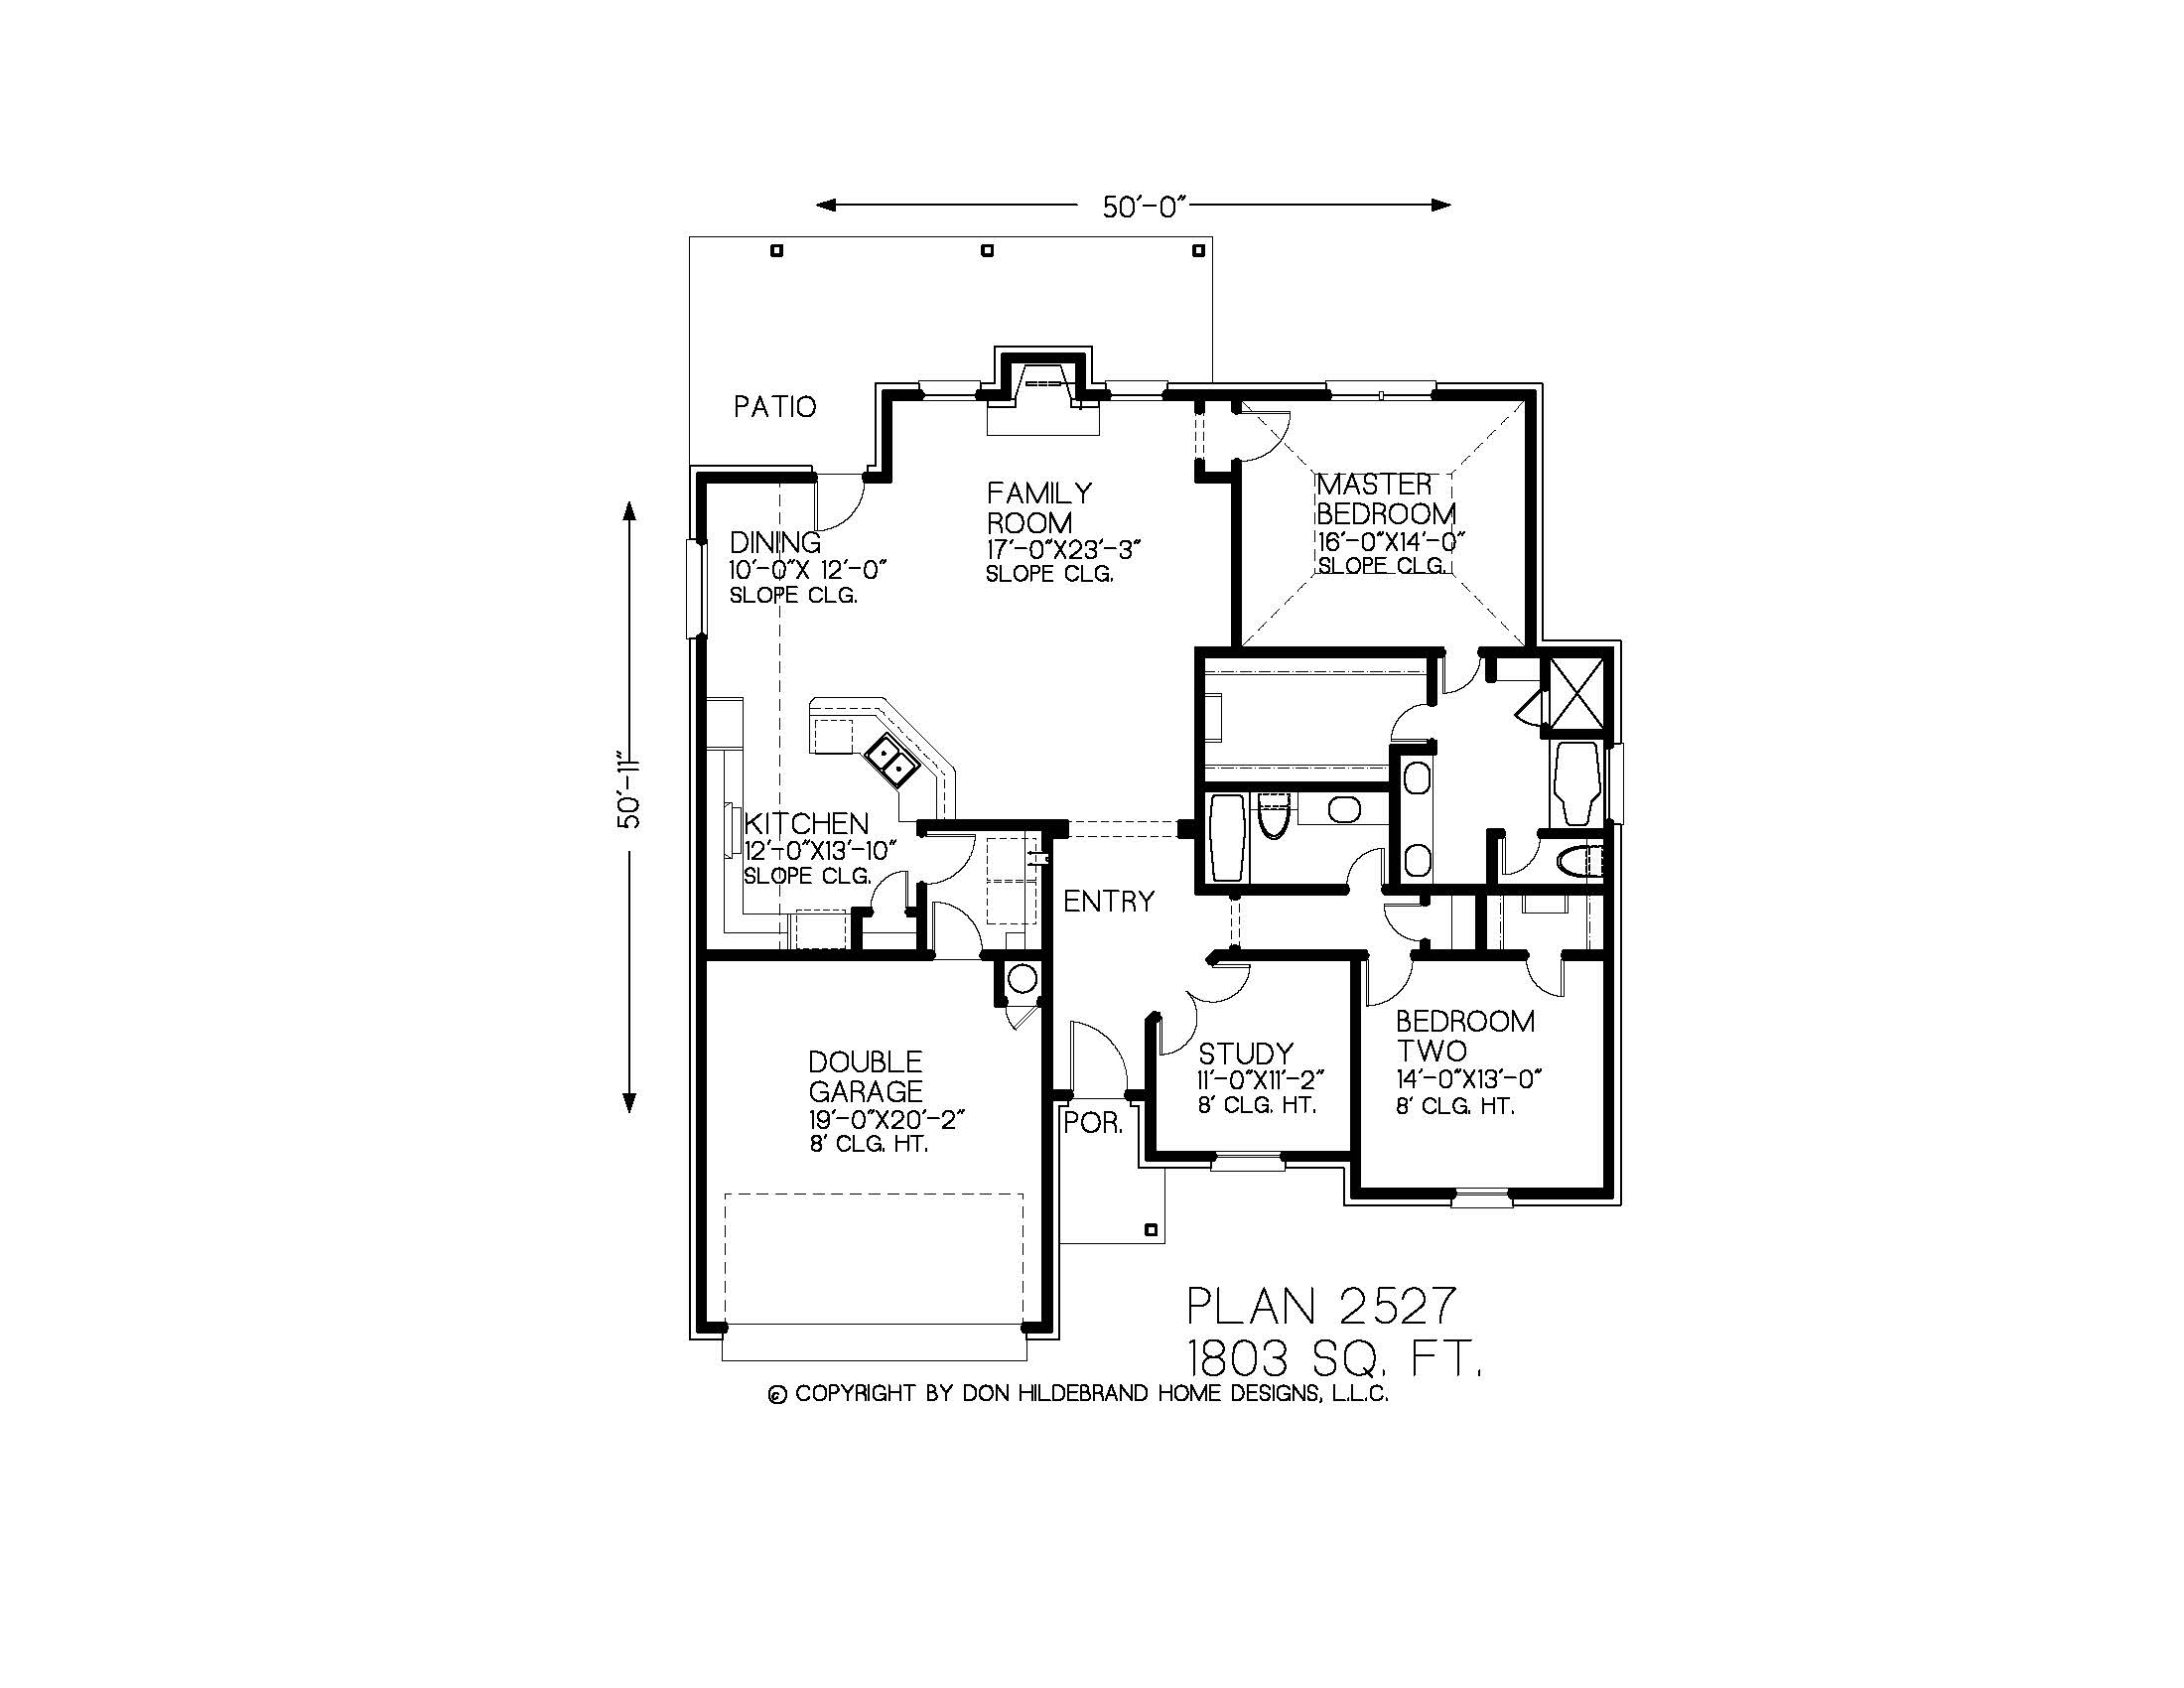 50'-0"
PATIO
FAMILY
ROOM
17'-0"X23'-3"
SLOPE CLG.
MASTER
BEDROOM
16'-0"X14'-0"
SLOPE CLG.
DINING
10'-0"X 12'-0"
SLOPE CLG.
50'-11"
KITCHEN
12'-0"X13'-10"
SLOPE CLG.
ENTRY
DOUBLE
GARAGE
19'-0"X20'-2"
8' CLG. HT.
POR.
STUDY
11'-0"X11'-2"
8' CLG. HT.
BEDROOM
TWO
14'-0"X13'-0"
8' CLG. HT.
PLAN 2527
1803 SQ. FT.
© COPYRIGHT BY DON HILDEBRAND HOME DESIGNS, L.L.C.